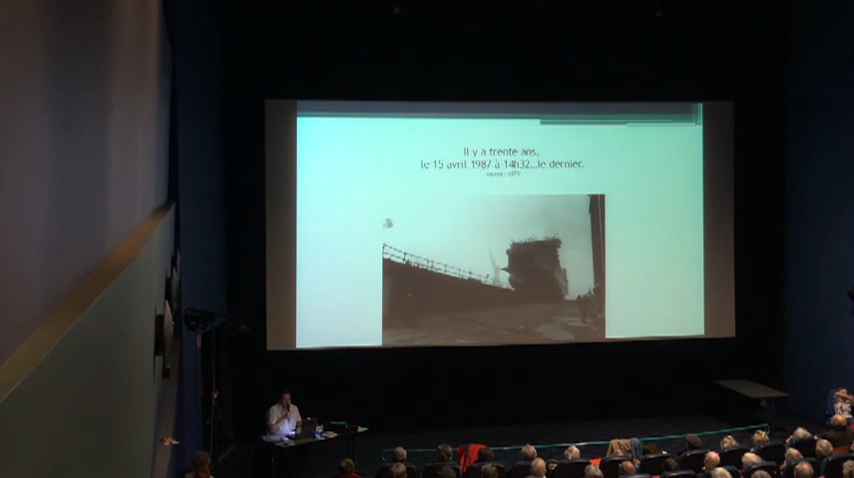 Il y a trente ans,
le 15 avril 1987 à 14h32...le dernier.